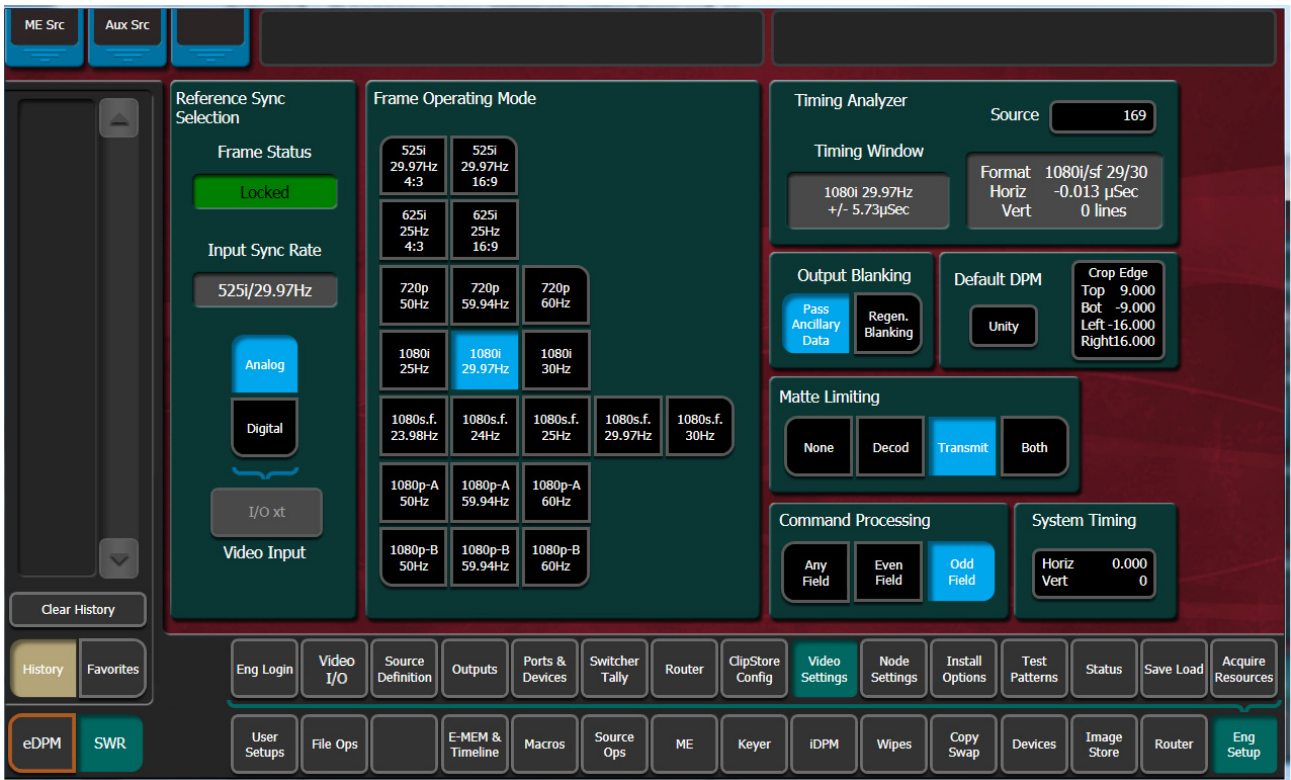 ME Src
Aux Src
Reference Sync
Selection
Frame Status
Locked
Input Sync Rate
525i/29.97Hz
Analog
Digital
I/O xt
Video Input
Frame Operating Mode
525i
29.97Hz
4:3
525i
29.97Hz
16:9
625i
25Hz
4:3
625i
25Hz
16:9
720p
50Hz
720p
59.94Hz
720p
60Hz
1080i
25Hz
1080i
29.97Hz
1080i
30Hz
1080s.f.
23.98Hz
1080s.f.
24Hz
1080s.f.
25Hz
1080s.f.
29.97Hz
1080s.f.
30Hz
1080p-A
50Hz
1080p-A
59.94Hz
1080p-A
60Hz
1080p-B
50Hz
1080p-B
59.94Hz
1080p-B
60Hz
Timing Analyzer
Source 169
Timing Window
1080i 29.97Hz
+/- 5.73µSec
Format 1080i/sf 29/30
Horiz -0.013 µSec
Vert 0 lines
Output Blanking
Pass
Ancillary
Data
Regen.
Blanking
Default DPM
Unity
Crop Edge
Top 9.000
Bot -9.000
Left -16.000
Right16.000
Matte Limiting
None
Decod
Transmit
Both
Command Processing
Any
Field
Even
Field
Odd
Field
System Timing
Horiz 0.000
Vert 0
Clear History
History
Favorites
Eng Login
Video
I/O
Source
Definition
Outputs
Ports &
Devices
Switcher
Tally
Router
ClipStore
Config
Video
Settings
Node
Settings
Install
Options
Test
Patterns
Status
Save Load
Acquire
Resources
eDPM
SWR
User
Setups
File Ops
E-MEM &
Timeline
Macros
Source
Ops
ME
Keyer
iDPM
Wipes
Copy
Swap
Devices
Image
Store
Router
Eng
Setup